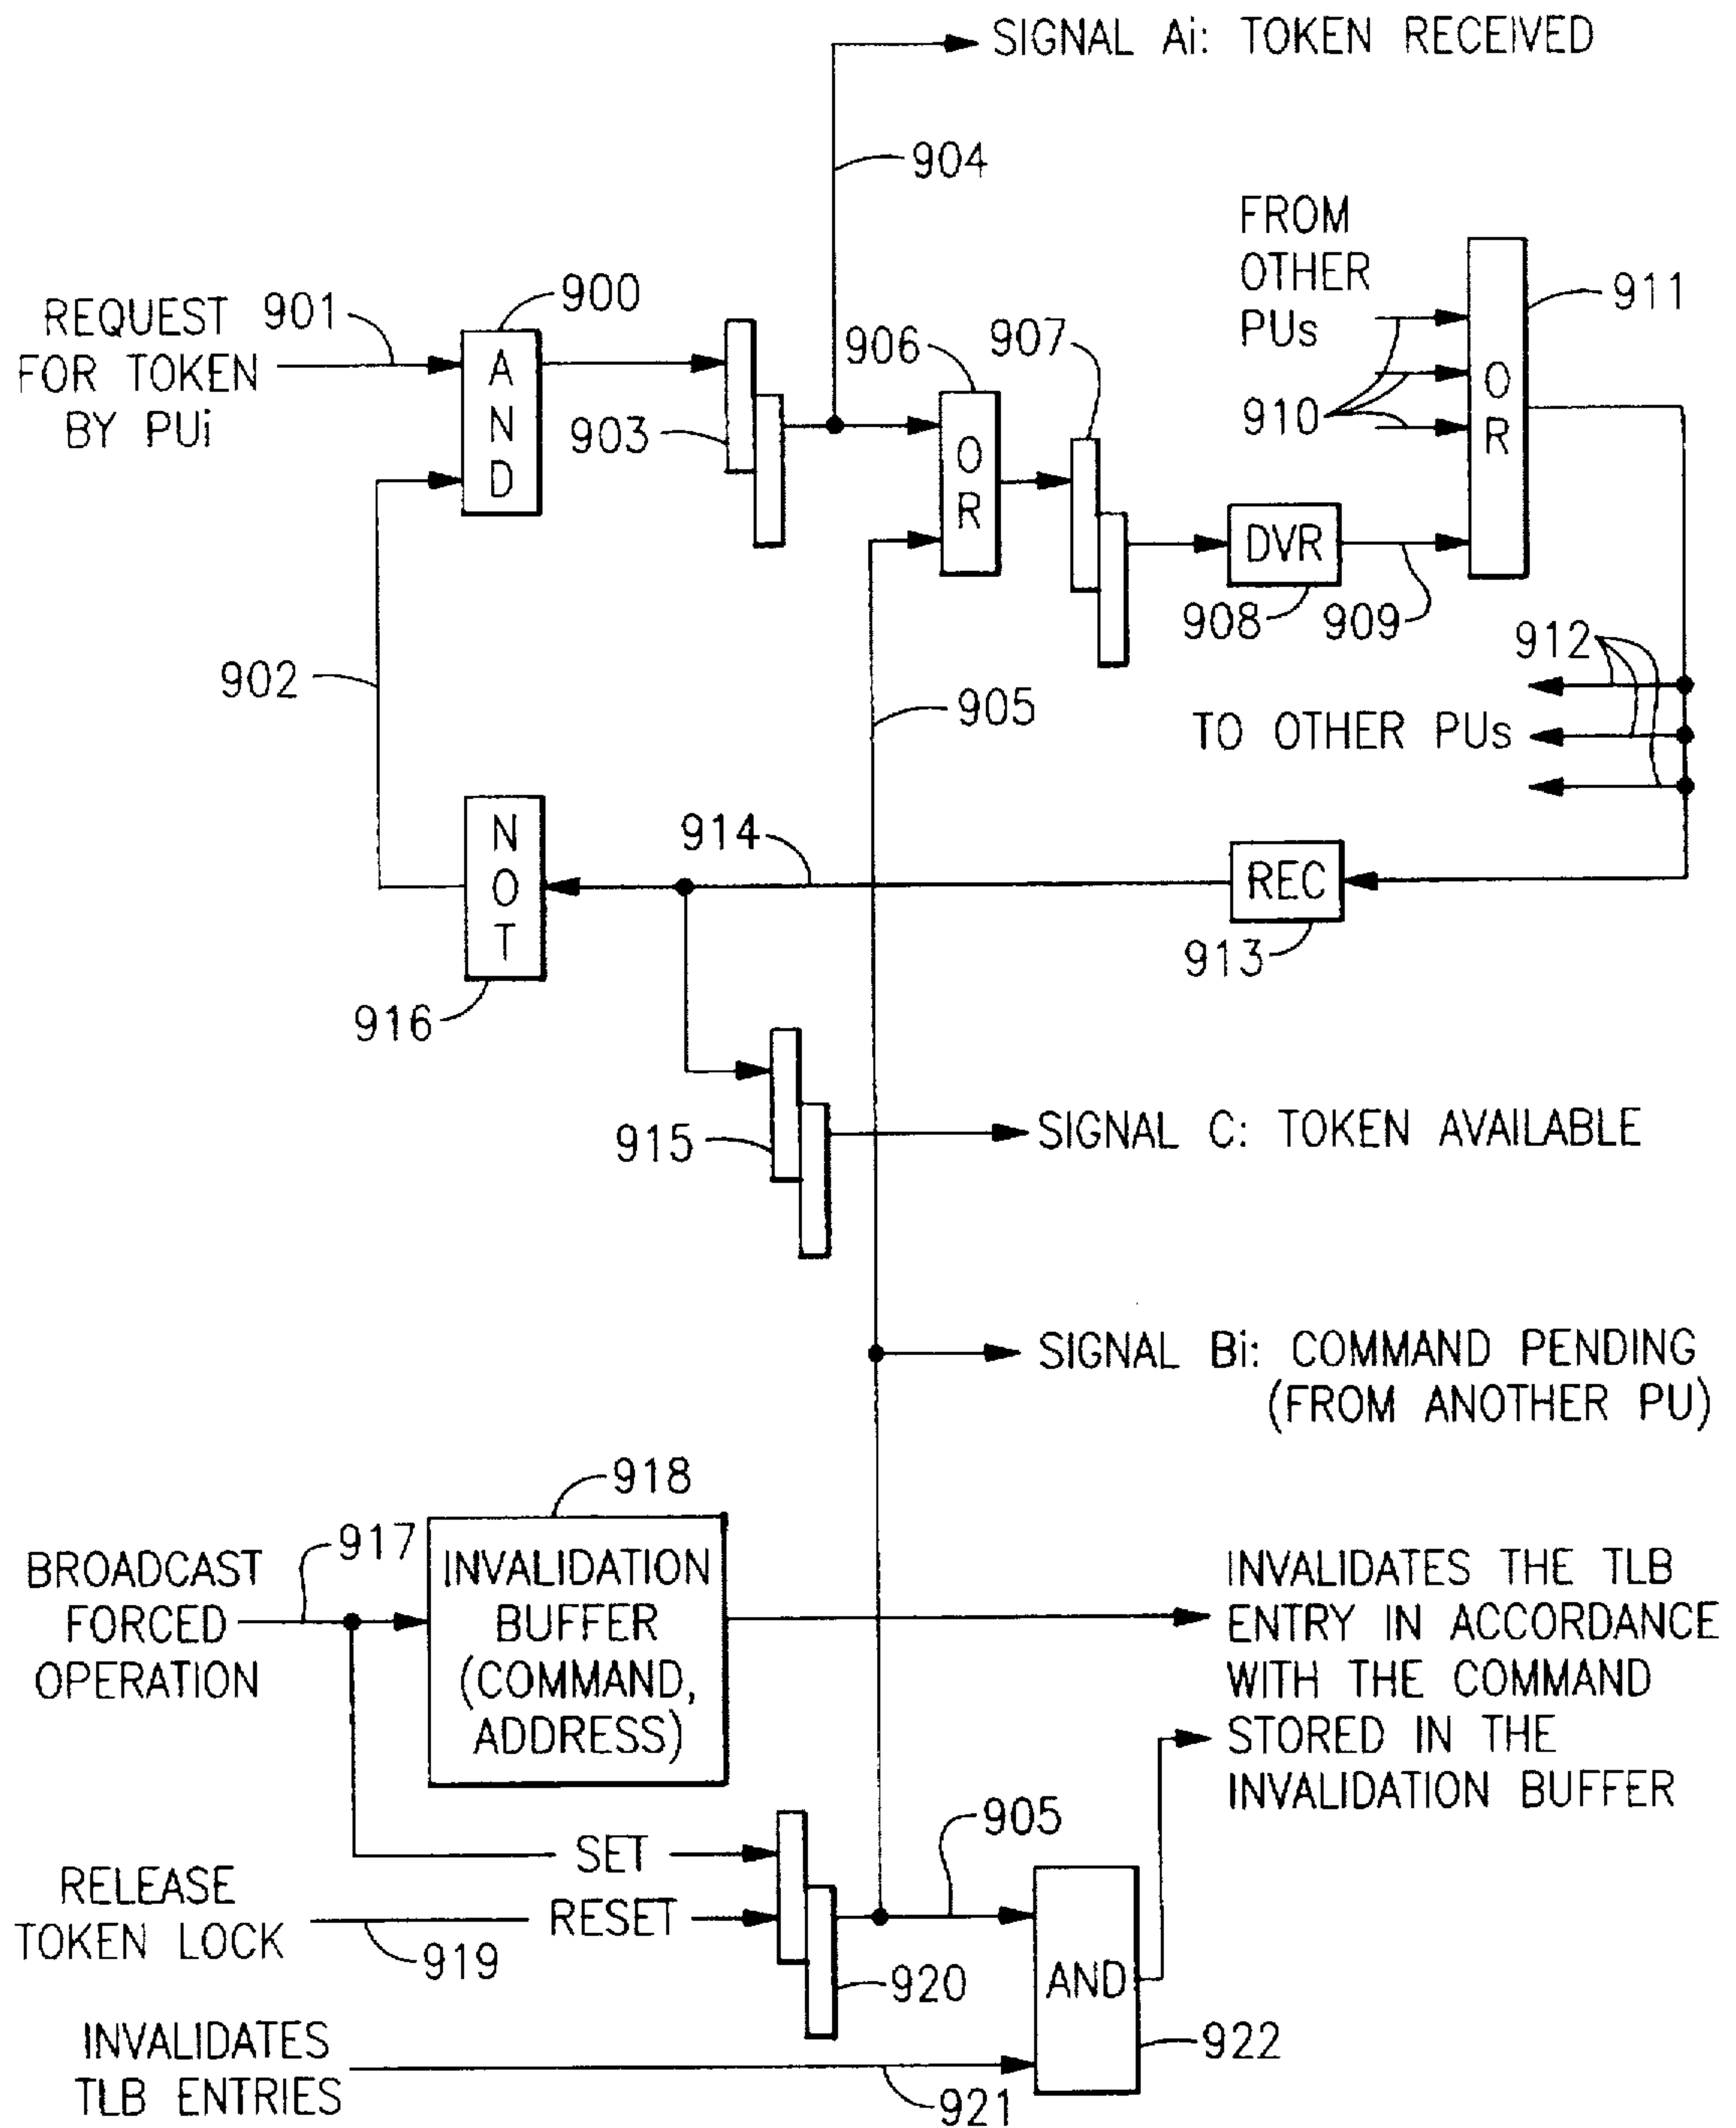 SIGNAL Ai: TOKEN RECEIVED
904
FROM
OTHER
PUs
911
REQUEST
FOR TOKEN
BY PUi
901
900
AND
903
906
OR
907
910
OR
DVR
908
909
902
905
912
TO OTHER PUs
NOT
916
914
REC
913
915
SIGNAL C: TOKEN AVAILABLE
SIGNAL Bi: COMMAND PENDING
(FROM ANOTHER PU)
918
BROADCAST
FORCED
OPERATION
917
INVALIDATION
BUFFER
(COMMAND,
ADDRESS)
INVALIDATES THE TLB
ENTRY IN ACCORDANCE
WITH THE COMMAND
STORED IN THE
INVALIDATION BUFFER
SET
RELEASE
TOKEN LOCK
919
RESET
905
920
AND
922
INVALIDATES
TLB ENTRIES
921